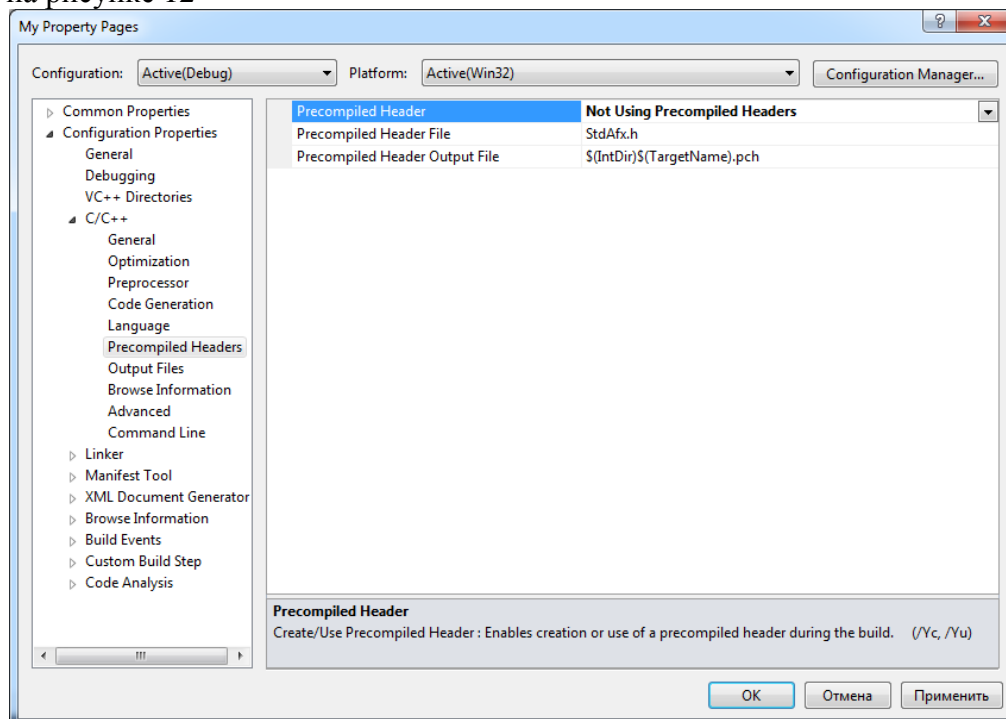 на рисунке 12
My Property Pages
Configuration: Active(Debug) Platform: Active(Win32) Configuration Manager...
Common Properties
Configuration Properties
General
Debugging
VC++ Directories
C/C++
General
Optimization
Preprocessor
Code Generation
Language
Precompiled Headers
Output Files
Browse Information
Advanced
Command Line
Linker
Manifest Tool
XML Document Generator
Browse Information
Build Events
Custom Build Step
Code Analysis
Precompiled Header Not Using Precompiled Headers
Precompiled Header File StdAfx.h
Precompiled Header Output File $(IntDir)$(TargetName).pch
Precompiled Header
Create/Use Precompiled Header : Enables creation or use of a precompiled header during the build. (/Yc, /Yu)
OK Отмена Применить